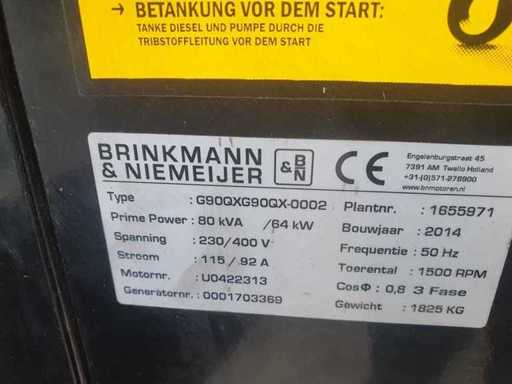 → BETANKUNG VOR DEM START:
TANKE DIESEL UND PUMPE DURCH DIE
TRIBSTOFFLEITUNG VOR DEM START
BRINKMANN
& NIEMEIJER
&BN
CE
Engelenburgstraat 45
7391 AM Twello Holland
+31-(0)571-276900
www.bnmotoren.nl
Type : G90QXG90QX-0002
Prime Power : 80 kVA /64 kW
Spanning : 230/400 V
Stroom : 115 / 92 A
Motornr. : U0422313
Generatornr. : 0001703369
Plantnr. : 1655971
Bouwjaar : 2014
Frequentie : 50 Hz
Toerental : 1500 RPM
CosΦ : 0,8 3 Fase
Gewicht : 1825 KG